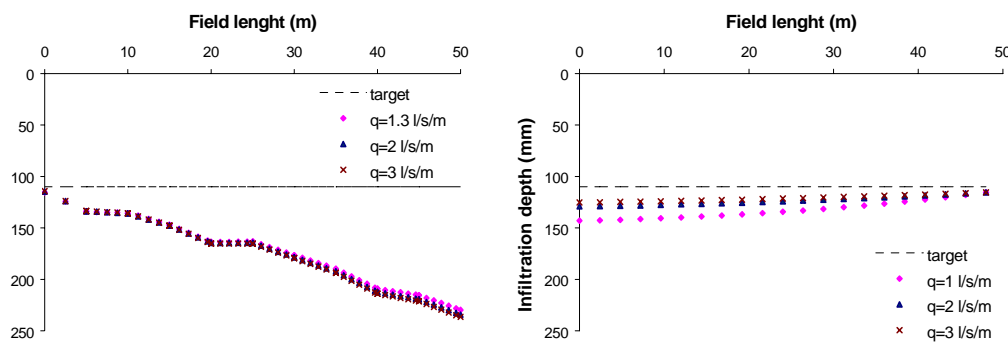 Field lenght (m)
0 10 20 30 40 50
0
50
100
150
200
250
target
q=1.3 l/s/m
q=2 l/s/m
q=3 l/s/m
Field lenght (m)
0 10 20 30 40 50
0
50
100
150
200
250
Infiltration depth (mm)
target
q=1 l/s/m
q=2 l/s/m
q=3 l/s/m